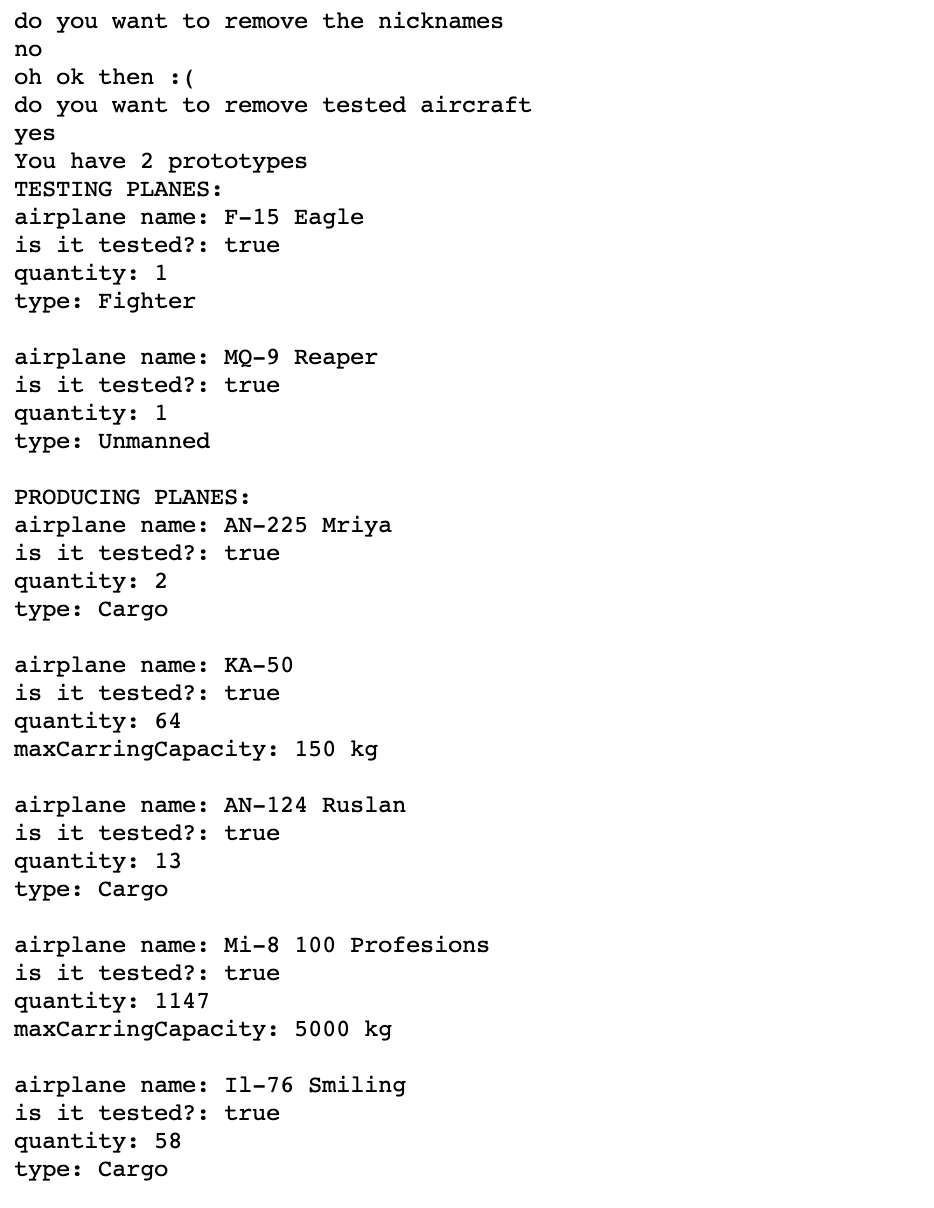 do you want to remove the nicknames
no
oh ok then :(
do you want to remove tested aircraft
yes
You have 2 prototypes
TESTING PLANES:
airplane name: F-15 Eagle
is it tested?: true
quantity: 1
type: Fighter

airplane name: MQ-9 Reaper
is it tested?: true
quantity: 1
type: Unmanned

PRODUCING PLANES:
airplane name: AN-225 Mriya
is it tested?: true
quantity: 2
type: Cargo

airplane name: KA-50
is it tested?: true
quantity: 64
maxCarringCapacity: 150 kg

airplane name: AN-124 Ruslan
is it tested?: true
quantity: 13
type: Cargo

airplane name: Mi-8 100 Profesions
is it tested?: true
quantity: 1147
maxCarringCapacity: 5000 kg

airplane name: Il-76 Smiling
is it tested?: true
quantity: 58
type: Cargo